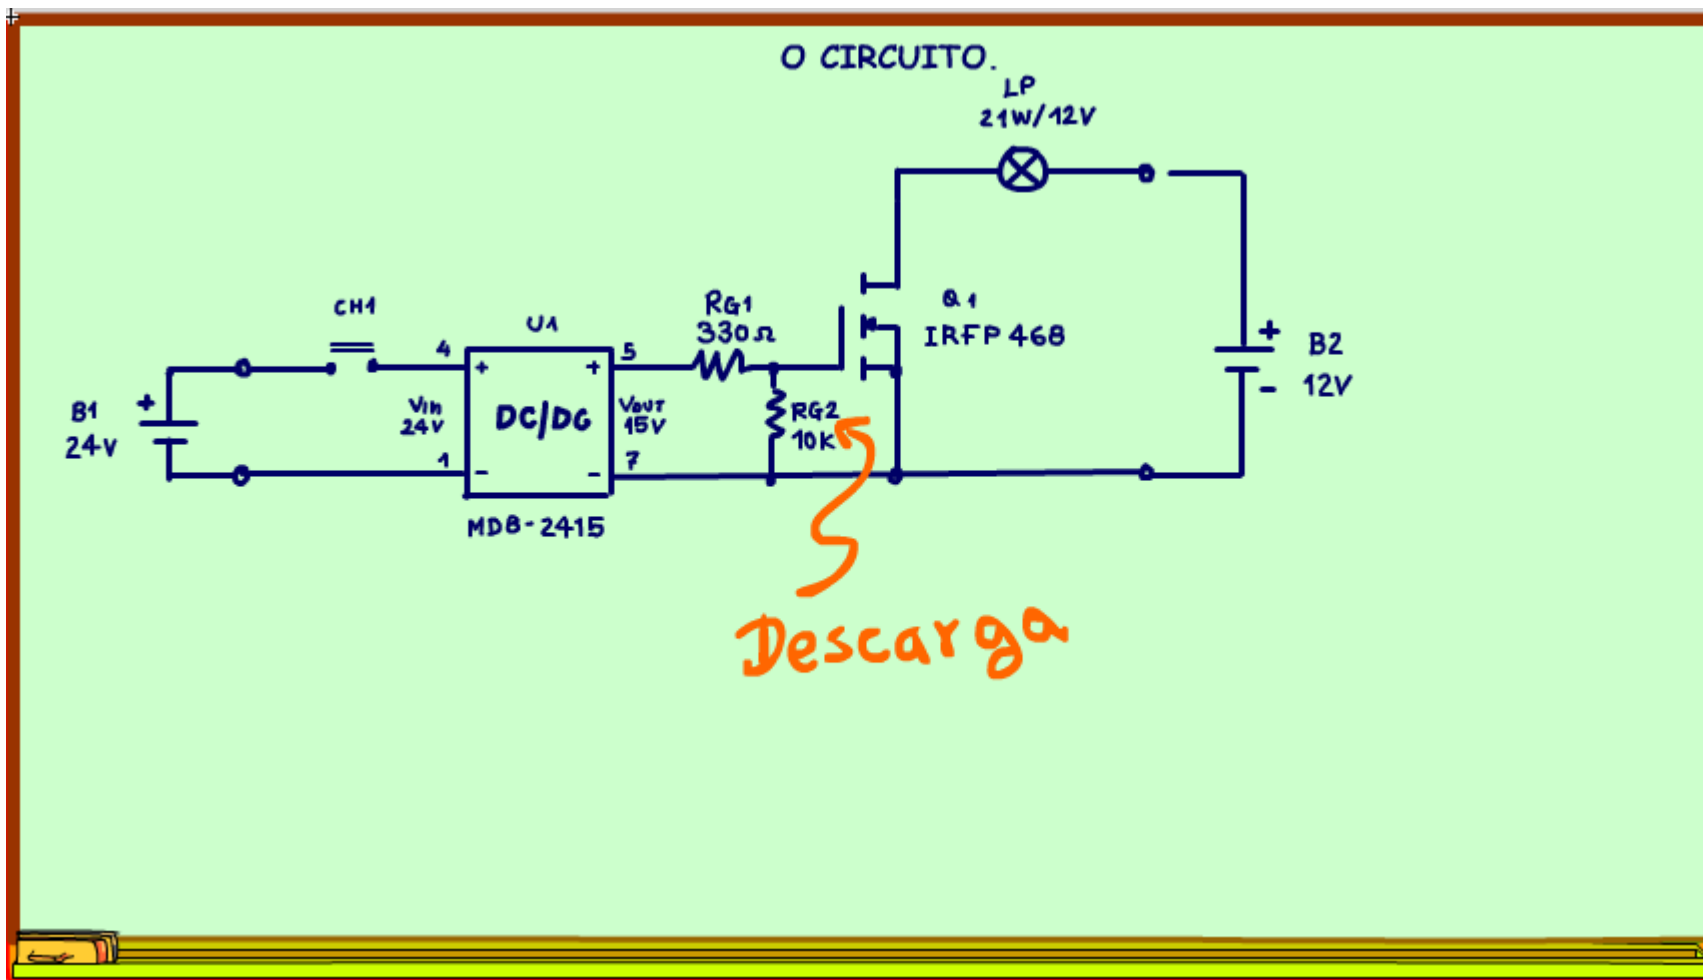 O CIRCUITO.
LP
21W/12V
CH1
U1
RG1
330Ω
Q1
IRFP 468
4
+
+
5
+
B1
24V
VIN
24V
DC/DC
VOUT
15V
RG2
10K
+
B2
12V
-
1
-
-
7
MD8-2415
Descarga